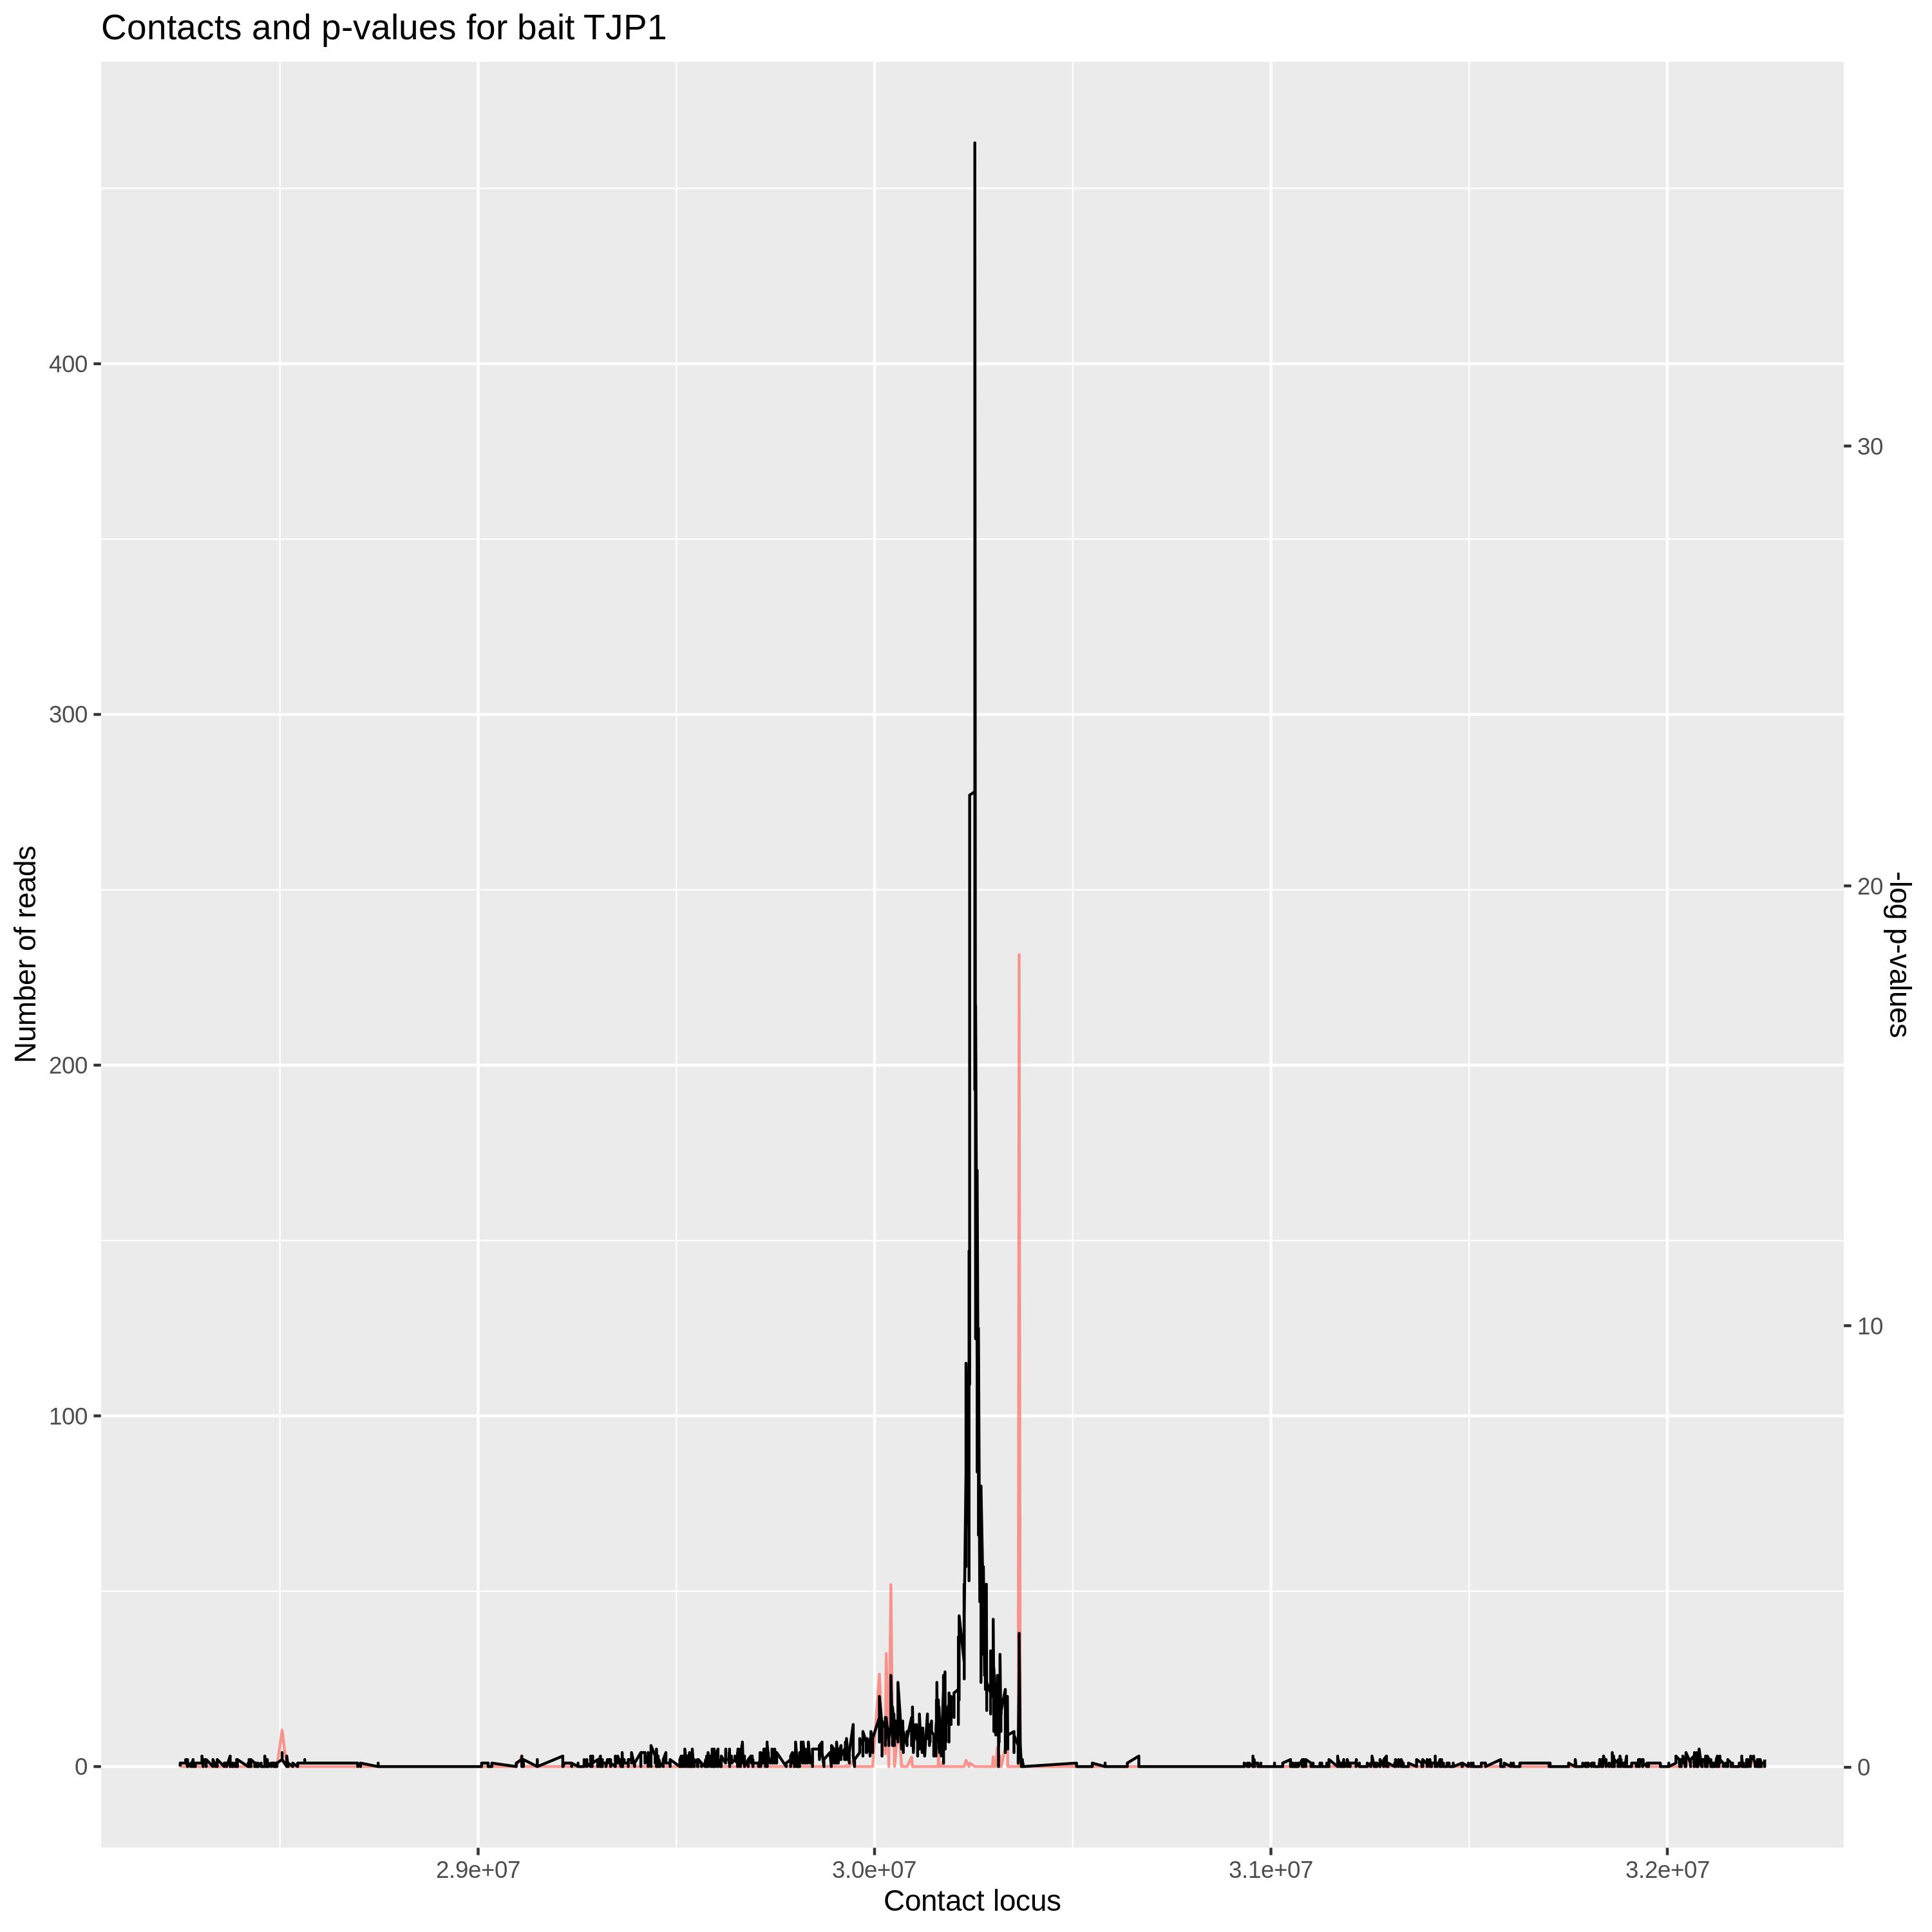 Contacts and p-values for bait TJP1
400
300
200
100
0
Number of reads
30
20
10
0
-log p-values
2.9e+07
3.0e+07
3.1e+07
3.2e+07
Contact locus